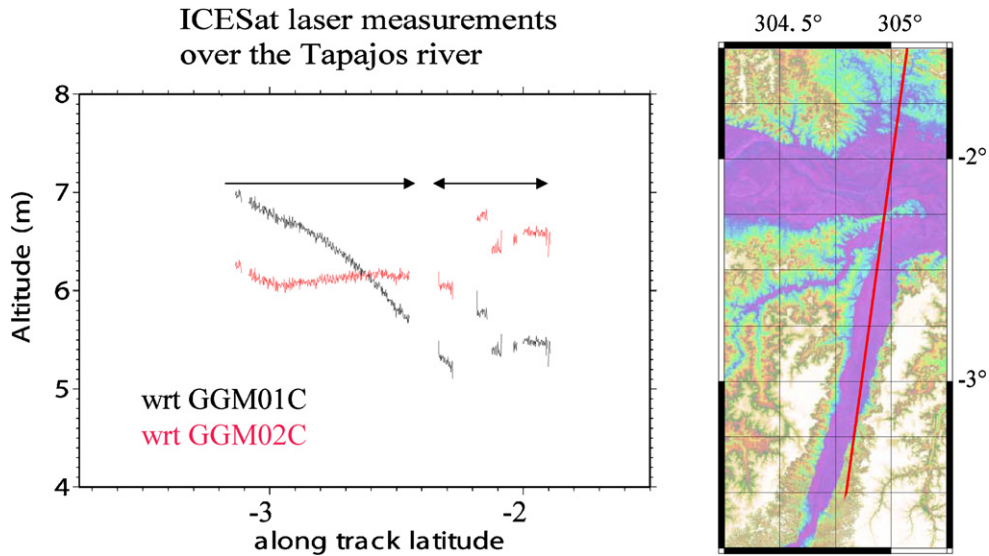 ICESat laser measurements
over the Tapajos river
8
7
6
5
4
Altitude (m)
-3
-2
along track latitude
wrt GGM01C
wrt GGM02C
304.5°
305°
-2°
-3°